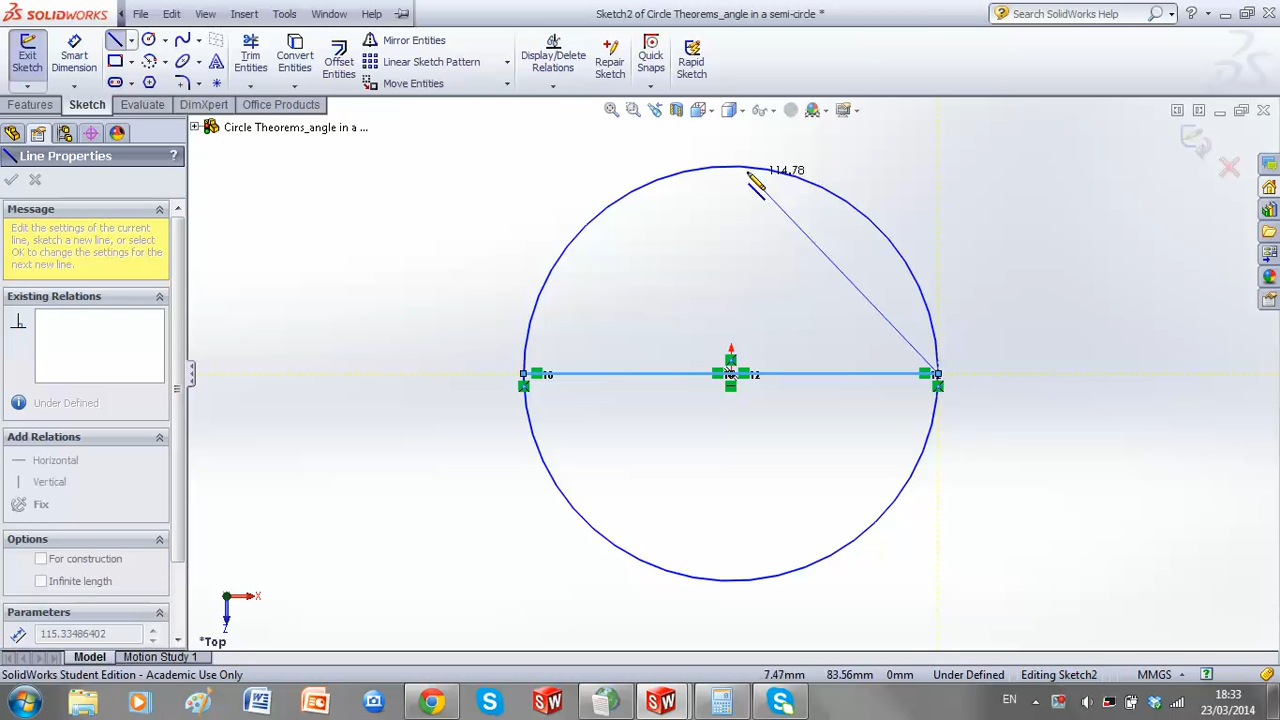 SOLIDWORKS File Edit View Insert Tools Window Help Sketch2 of Circle Theorems_angle in a semi-circle * Search SolidWorks Help
Exit Sketch
Smart Dimension
Trim Entities
Convert Entities
Offset Entities
Mirror Entities
Linear Sketch Pattern
Move Entities
Display/Delete Relations
Repair Sketch
Quick Snaps
Rapid Sketch
Features Sketch Evaluate DimXpert Office Products
Circle Theorems_angle in a ...
Line Properties ?
Message
Edit the settings of the current
line, sketch a new line, or select
OK to change the settings for the
next new line.
Existing Relations
Under Defined
Add Relations
Horizontal
Vertical
Fix
Options
For construction
Infinite length
Parameters
115.33486402
114.78
12
X
Z
*Top
Model Motion Study 1
SolidWorks Student Edition - Academic Use Only 7.47mm 83.56mm 0mm Under Defined Editing Sketch2 MMGS ?
EN 18:33
23/03/2014